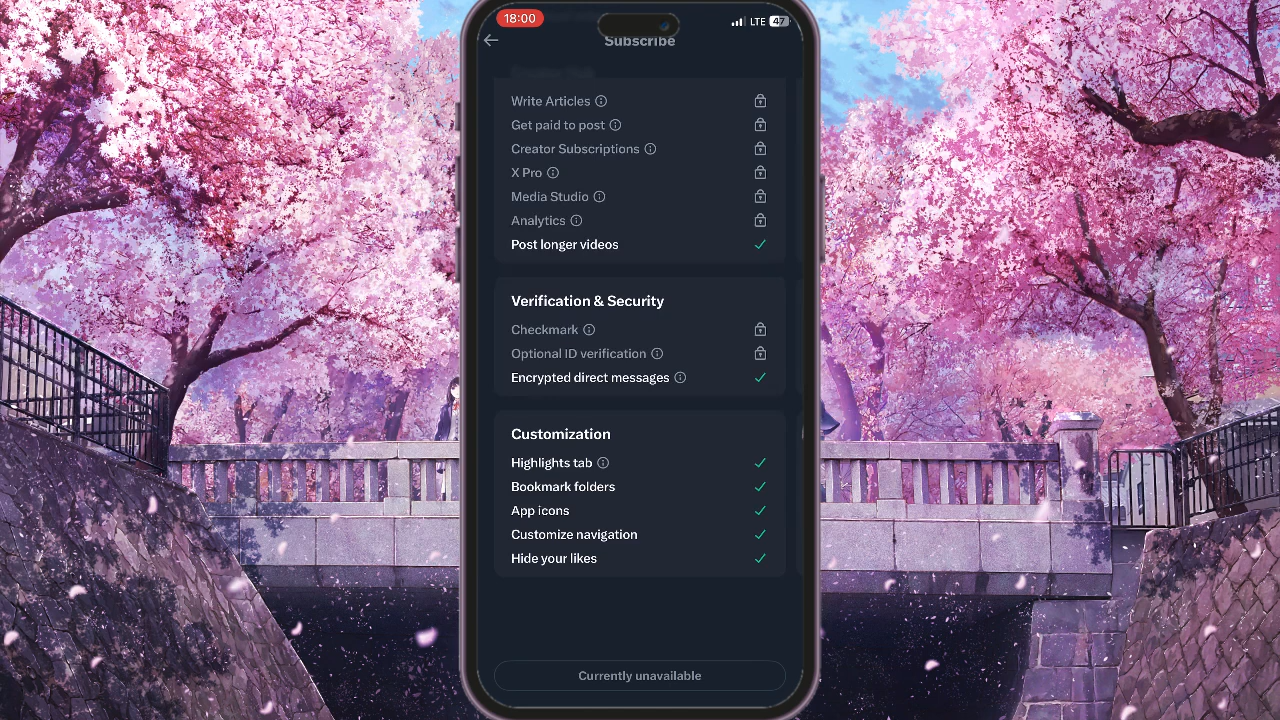 18:00
LTE
47
Subscribe
Write Articles
Get paid to post
Creator Subscriptions
X Pro
Media Studio
Analytics
Post longer videos
Verification & Security
Checkmark
Optional ID verification
Encrypted direct messages
Customization
Highlights tab
Bookmark folders
App icons
Customize navigation
Hide your likes
Currently unavailable